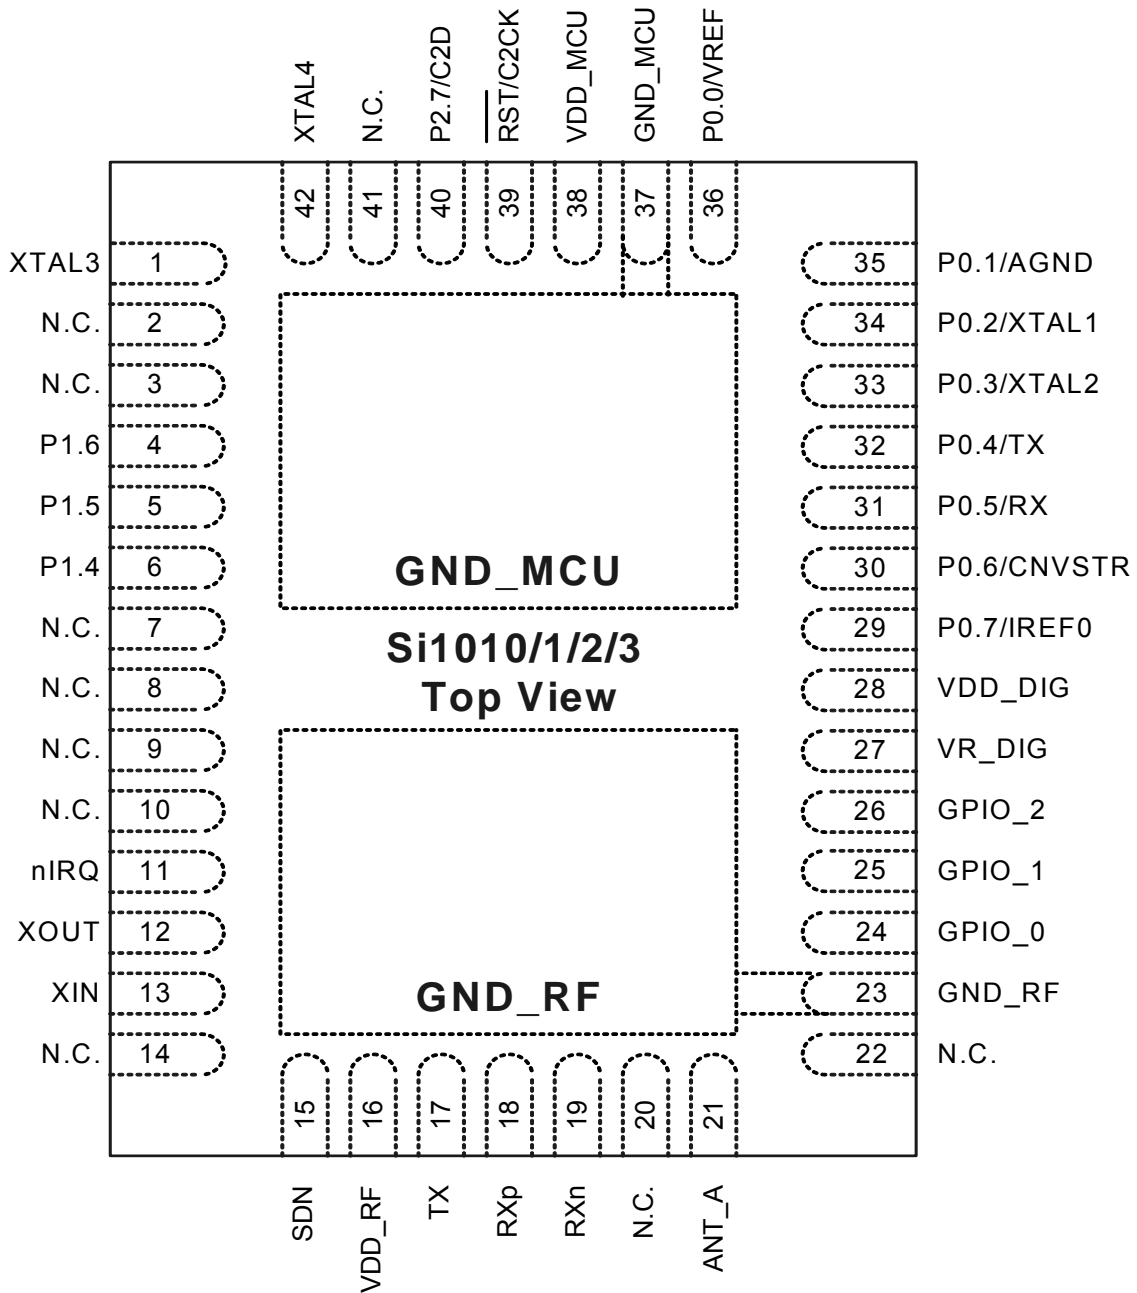 XTAL4
N.C.
P2.7/C2D
RST/C2CK
VDD_MCU
GND_MCU
P0.0/VREF
42
41
40
39
38
37
36
XTAL3 1
N.C. 2
N.C. 3
P1.6 4
P1.5 5
P1.4 6
N.C. 7
N.C. 8
N.C. 9
N.C. 10
nIRQ 11
XOUT 12
XIN 13
N.C. 14
GND_MCU
Si1010/1/2/3
Top View
GND_RF
35 P0.1/AGND
34 P0.2/XTAL1
33 P0.3/XTAL2
32 P0.4/TX
31 P0.5/RX
30 P0.6/CNVSTR
29 P0.7/IREF0
28 VDD_DIG
27 VR_DIG
26 GPIO_2
25 GPIO_1
24 GPIO_0
23 GND_RF
22 N.C.
15
16
17
18
19
20
21
SDN
VDD_RF
TX
RXp
RXn
N.C.
ANT_A